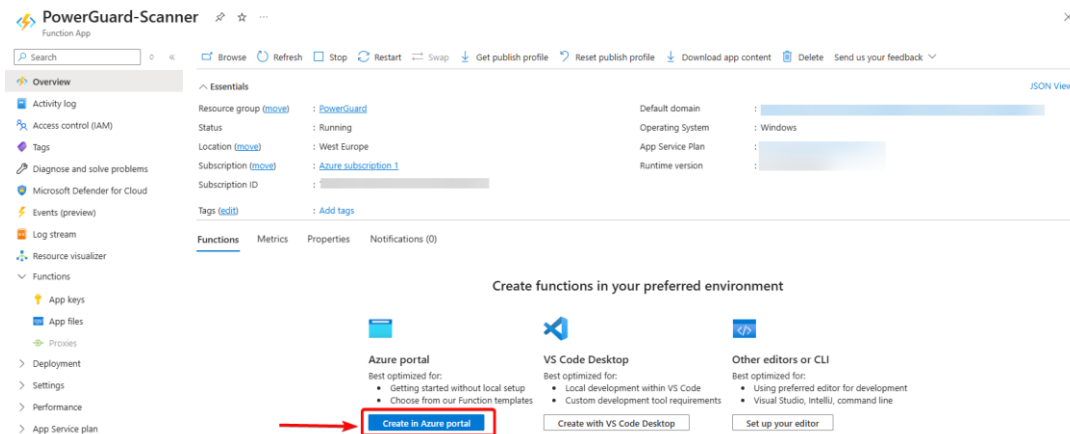 PowerGuard-Scanner
Function App
Search
Browse Refresh Stop Restart Swap Get publish profile Reset publish profile Download app content Delete Send us your feedback
Overview
Activity log
Access control (IAM)
Tags
Diagnose and solve problems
Microsoft Defender for Cloud
Events (preview)
Log stream
Resource visualizer
Functions
App keys
App files
Proxies
Deployment
Settings
Performance
App Service plan
Essentials
JSON View
Resource group (move) : PowerGuard
Status : Running
Location (move) : West Europe
Subscription (move) : Azure subscription 1
Subscription ID :
Tags (edit) : Add tags
Default domain :
Operating System : Windows
App Service Plan :
Runtime version :
Functions Metrics Properties Notifications (0)
Create functions in your preferred environment
Azure portal
Best optimized for:
• Getting started without local setup
• Choose from our Function templates
Create in Azure portal
VS Code Desktop
Best optimized for:
• Local development within VS Code
• Custom development tool requirements
Create with VS Code Desktop
Other editors or CLI
Best optimized for:
• Using preferred editor for development
• Visual Studio, IntelliJ, command line
Set up your editor